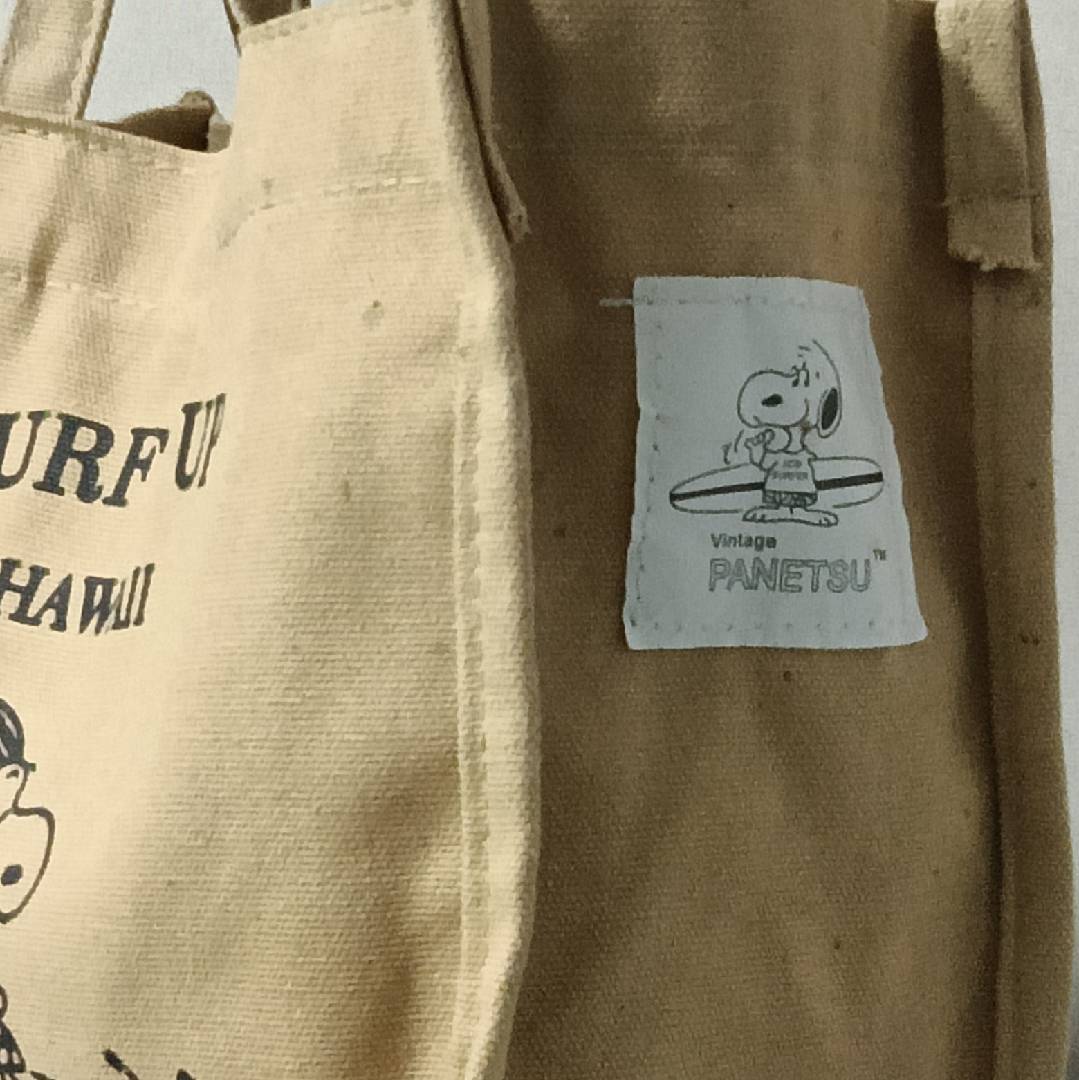 URF UP
HAWAII
Vintage
PANETSU™